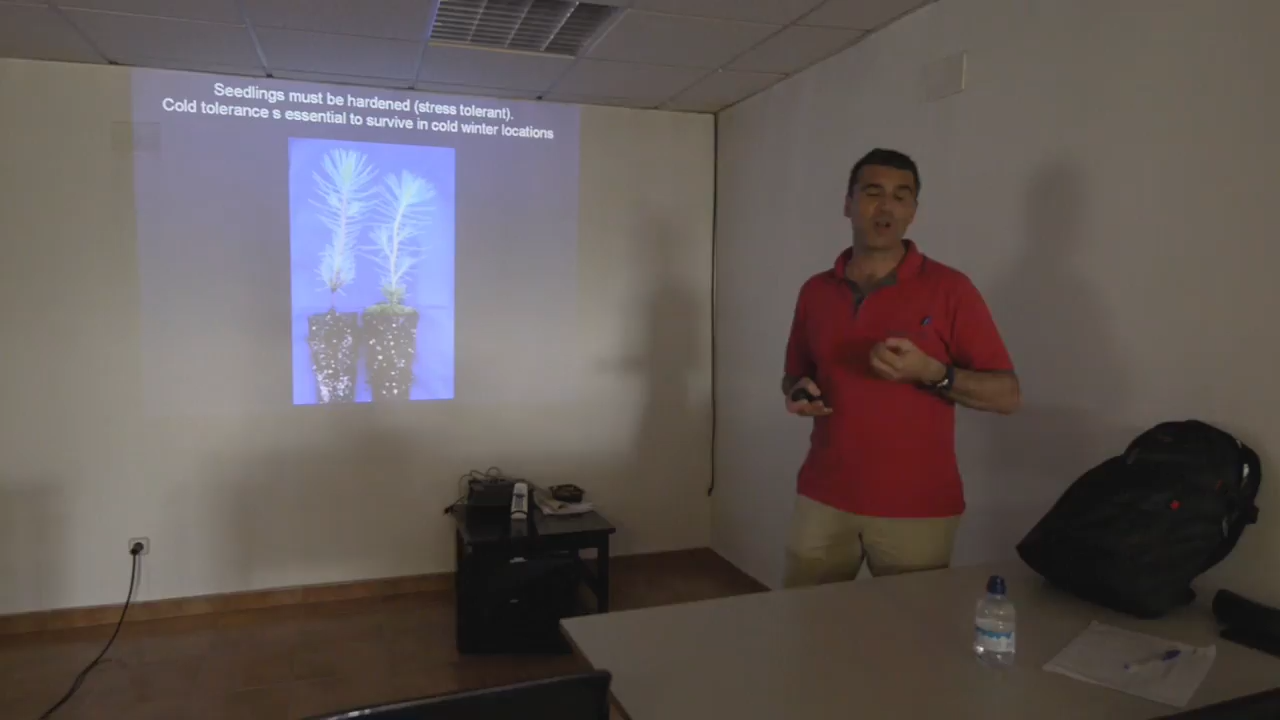 Seedlings must be hardened (stress tolerant).
Cold tolerance s essential to survive in cold winter locations